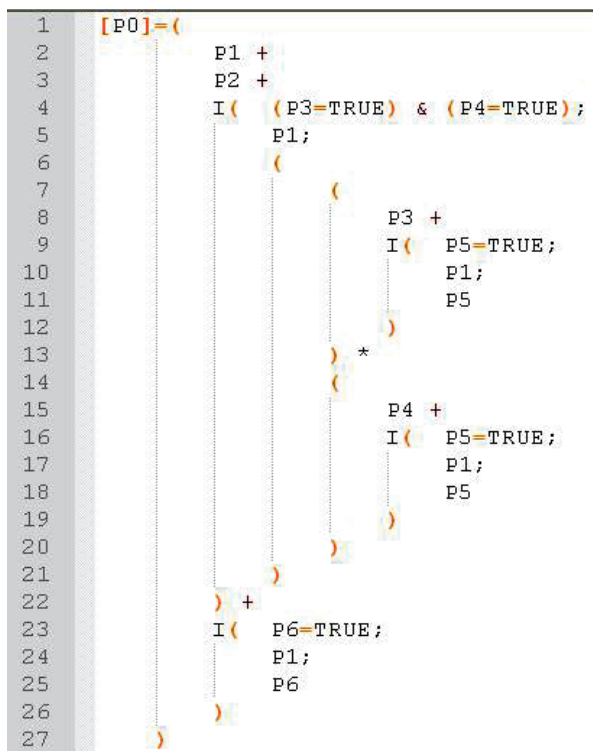 1 [P0]=(
2 P1 +
3 P2 +
4 I( (P3=TRUE) & (P4=TRUE);
5 P1;
6 (
7 (
8 P3 +
9 I( P5=TRUE;
10 P1;
11 P5
12 )
13 ) *
14 (
15 P4 +
16 I( P5=TRUE;
17 P1;
18 P5
19 )
20 )
21 )
22 ) +
23 I( P6=TRUE;
24 P1;
25 P6
26 )
27 )